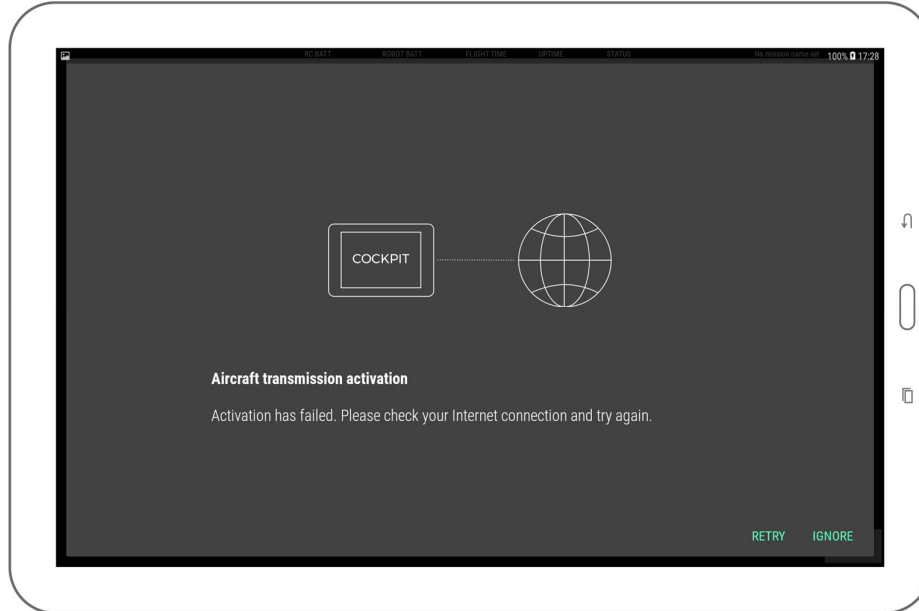 RC BATT ROBOT BATT FLIGHT TIME UPTIME STATUS No mission name set 100% 17:28
COCKPIT
Aircraft transmission activation
Activation has failed. Please check your Internet connection and try again.
RETRY IGNORE